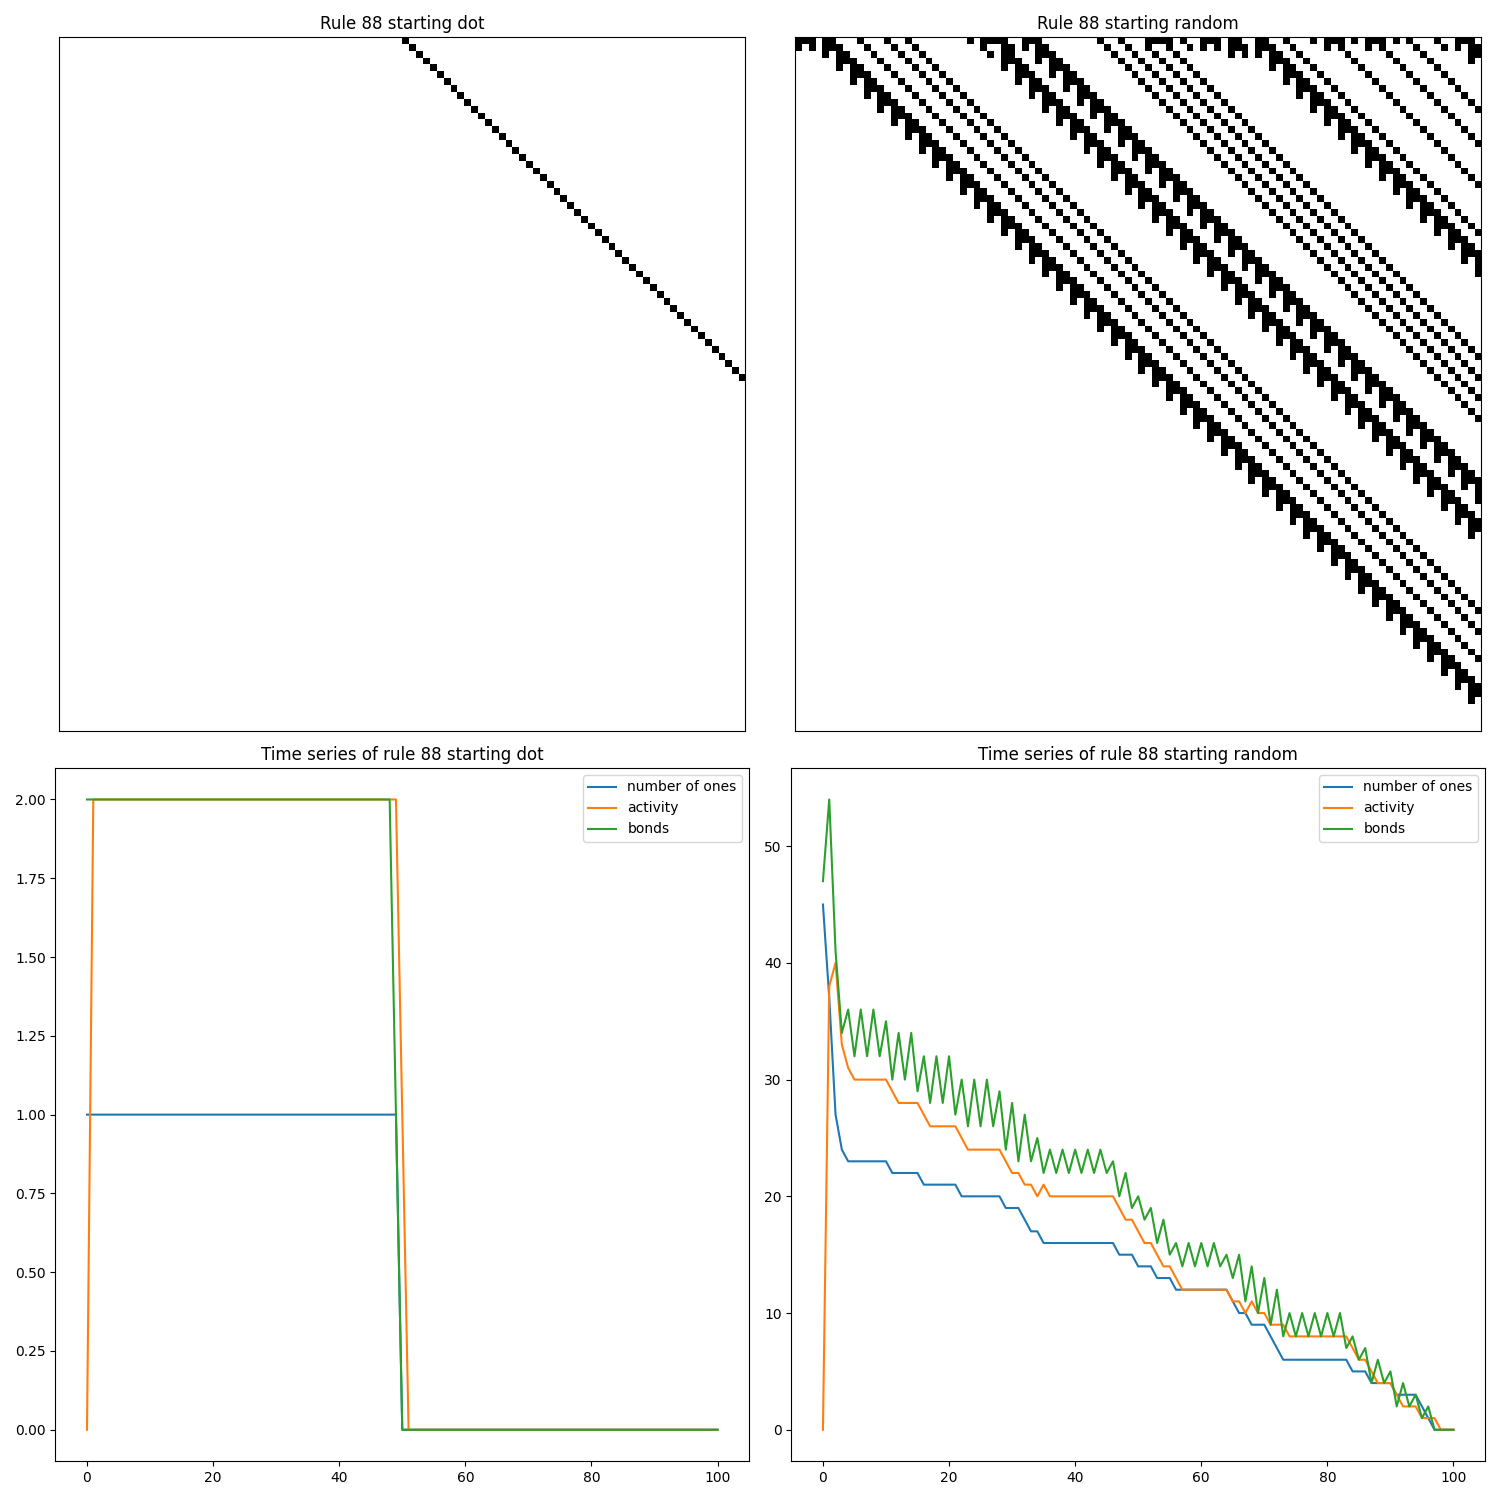 Rule 88 starting dot
Rule 88 starting random
Time series of rule 88 starting dot
number of ones
activity
bonds
2.00
1.75
1.50
1.25
1.00
0.75
0.50
0.25
0.00
0 20 40 60 80 100
Time series of rule 88 starting random
number of ones
activity
bonds
50
40
30
20
10
0
0 20 40 60 80 100